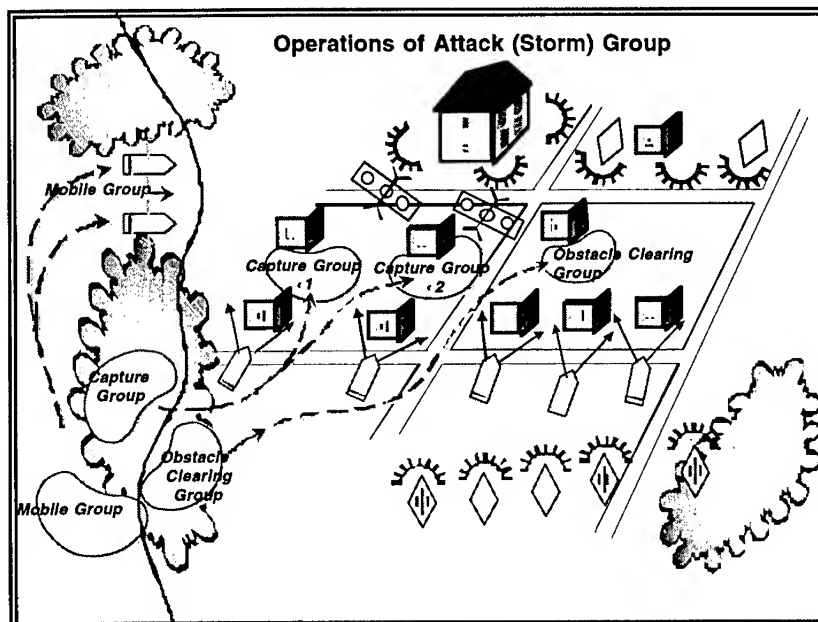 Operations of Attack (Storm) Group
Mobile Group
Capture Group
1
Capture Group
2
Obstacle Clearing
Group
Capture
Group
Obstacle
Clearing
Group
Mobile Group